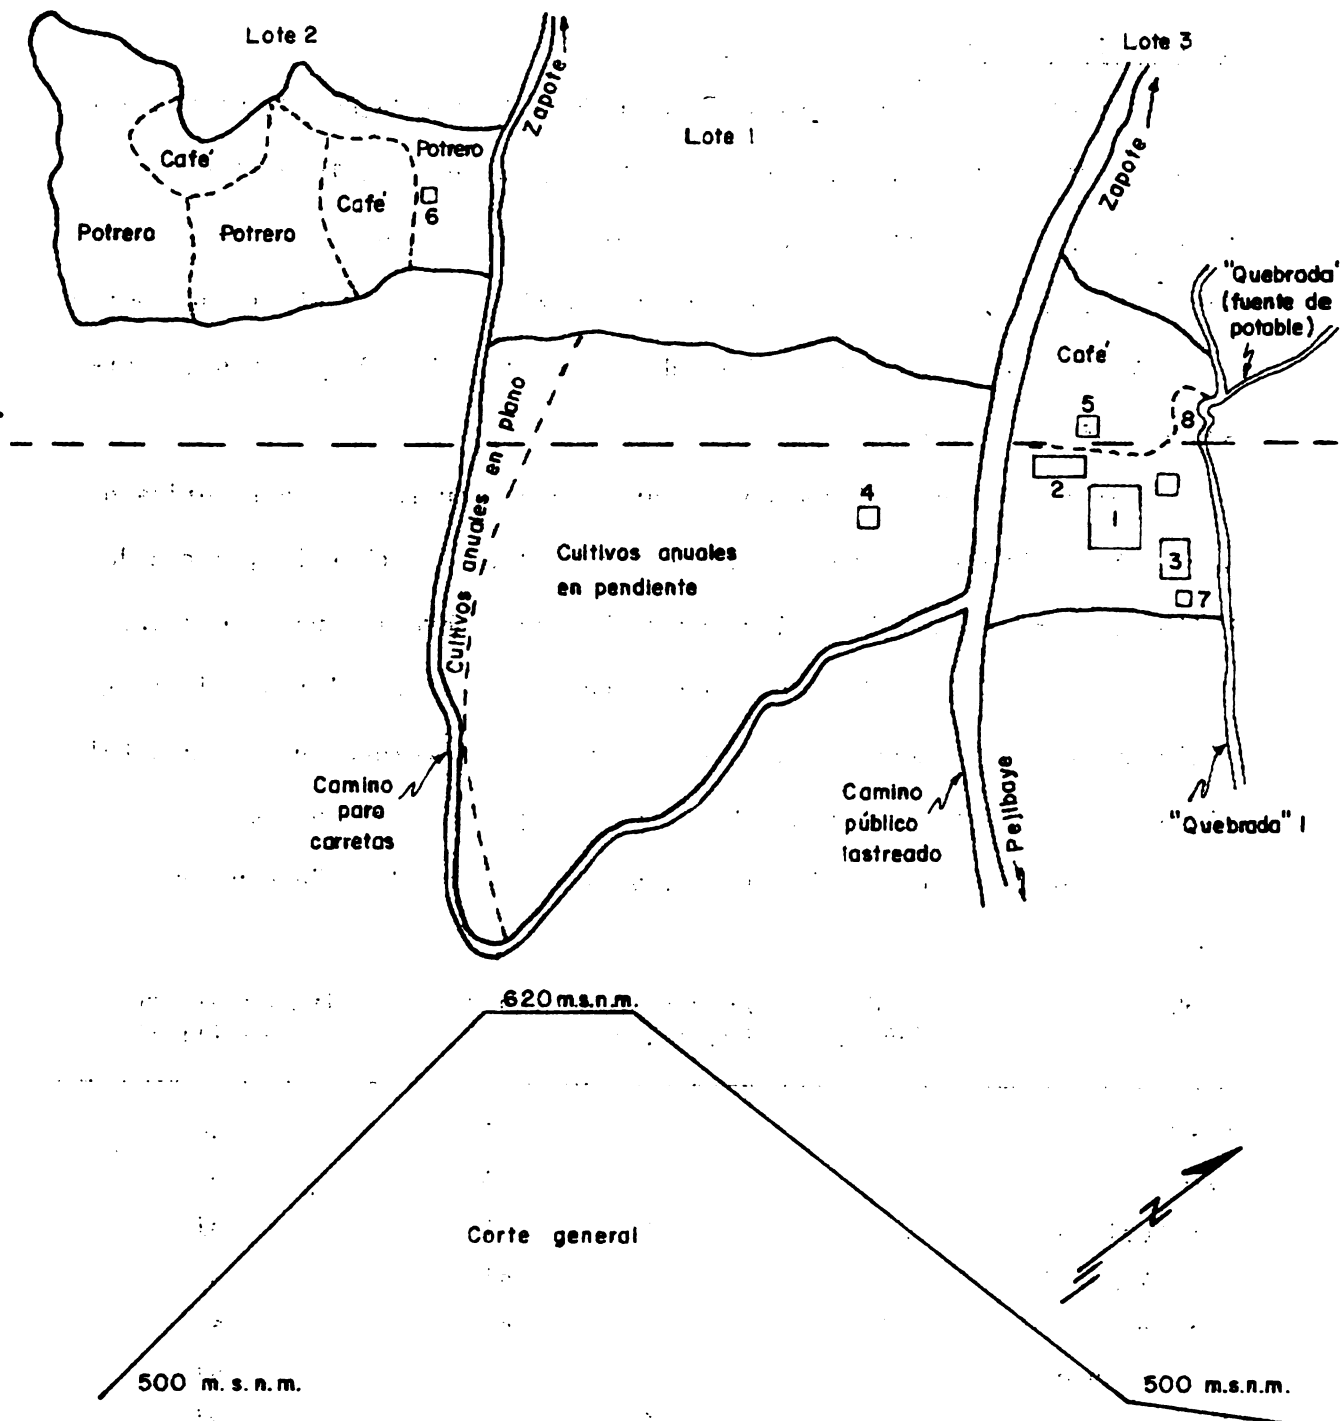 Lote 2
Lote 3
Zapote
Lote 1
Zapote
Café
Potrero
Café
6
Potrero
Potrero
"Quebrada"
(fuente de
potable)
Café
5
8
2
1
3
7
4
Cultivos anuales en plano
Cultivos anuales
en pendiente
Camino
para
carretas
Camino
público
lastreado
Pejibaye
"Quebrada" 1
620 m.s.n.m.
N
Corte general
500 m.s.n.m.
500 m.s.n.m.